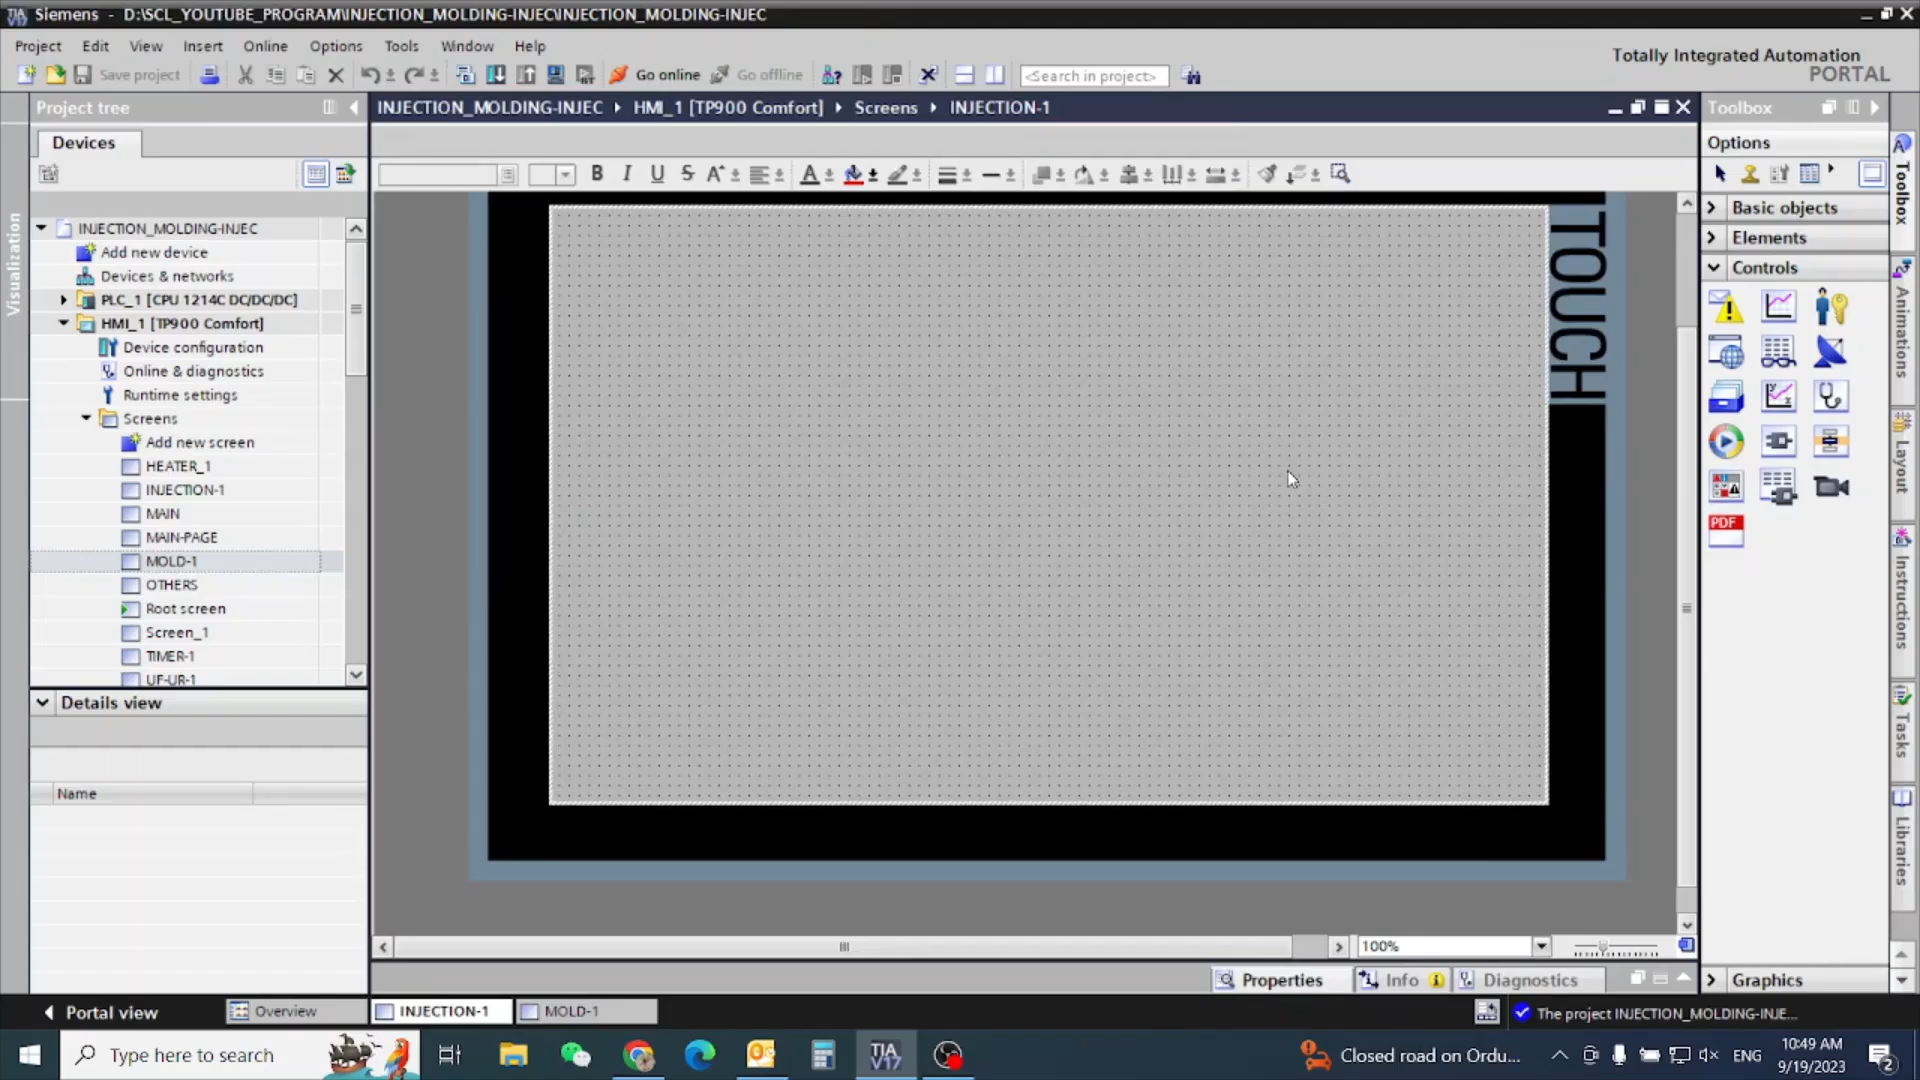 Siemens - D:\SCL_YOUTUBE_PROGRAM\INJECTION_MOLDING-INJEC\INJECTION_MOLDING-INJEC
Project Edit View Insert Online Options Tools Window Help
Totally Integrated Automation
PORTAL
Save project
Go online
Go offline
<Search in project>
Project tree
INJECTION_MOLDING-INJEC ▸ HMI_1 [TP900 Comfort] ▸ Screens ▸ INJECTION-1
Toolbox
Devices
Options
B I U S A
Visualization
INJECTION_MOLDING-INJEC
Add new device
Devices & networks
PLC_1 [CPU 1214C DC/DC/DC]
HMI_1 [TP900 Comfort]
Device configuration
Online & diagnostics
Runtime settings
Screens
Add new screen
HEATER_1
INJECTION-1
MAIN
MAIN-PAGE
MOLD-1
OTHERS
Root screen
Screen_1
TIMER-1
UF-UR-1
Details view
Name
TOUCH
Basic objects
Elements
Controls
PDF
Graphics
Toolbox
Animations
Layout
Instructions
Tasks
Libraries
100%
Properties
Info
Diagnostics
Portal view
Overview
INJECTION-1
MOLD-1
The project INJECTION_MOLDING-INJE...
Type here to search
TIA
V17
Closed road on Ordu...
ENG
10:49 AM
9/19/2023
2